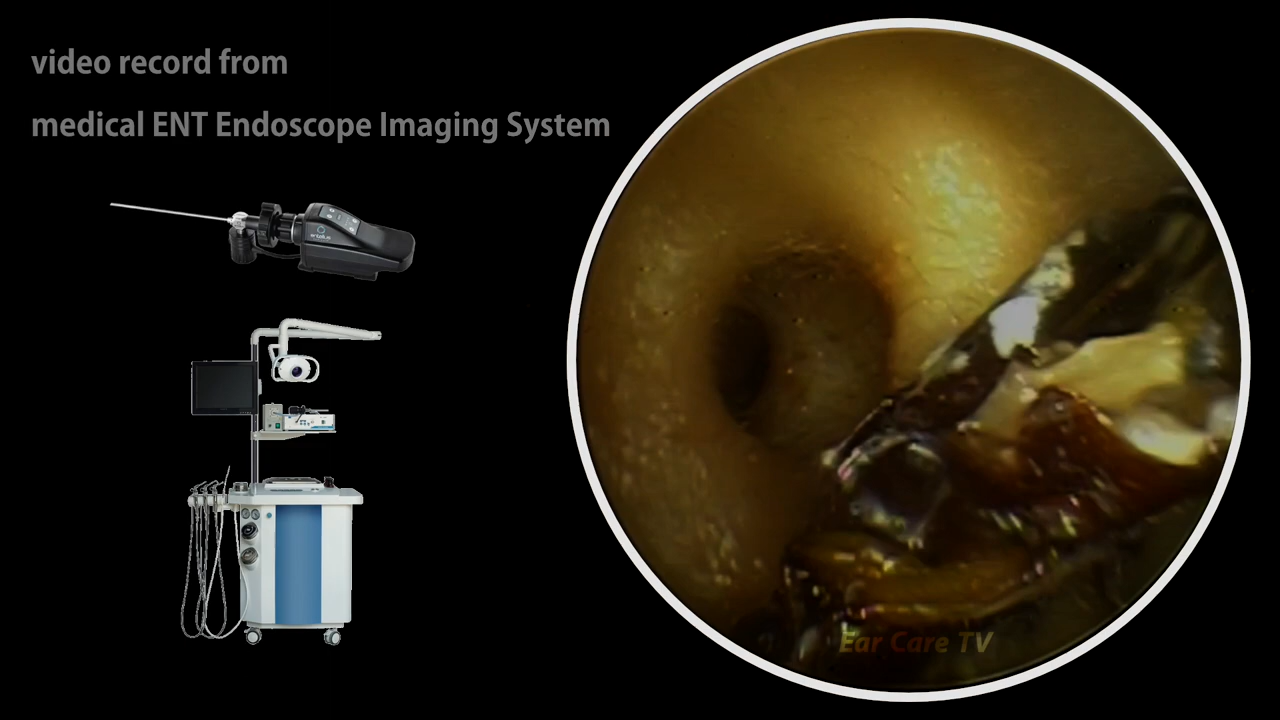 video record from
medical ENT Endoscope Imaging System
Ear Care TV